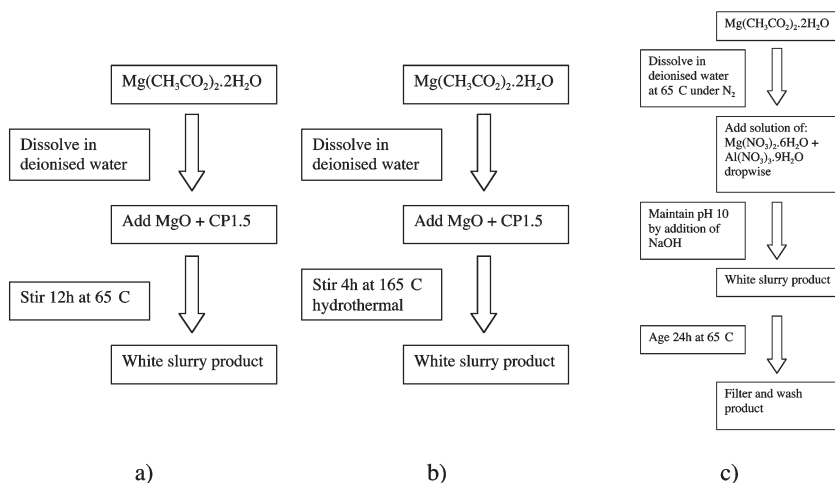 Mg(CH₃CO₂)₂.2H₂O
Dissolve in
deionised water
Add MgO + CP1.5
Stir 12h at 65 C
White slurry product
a)
Mg(CH₃CO₂)₂.2H₂O
Dissolve in
deionised water
Add MgO + CP1.5
Stir 4h at 165 C
hydrothermal
White slurry product
b)
Mg(CH₃CO₂)₂.2H₂O
Dissolve in
deionised water
at 65 C under N₂
Add solution of:
Mg(NO₃)₂.6H₂O +
Al(NO₃)₃.9H₂O
dropwise
Maintain pH 10
by addition of
NaOH
White slurry product
Age 24h at 65 C
Filter and wash
product
c)